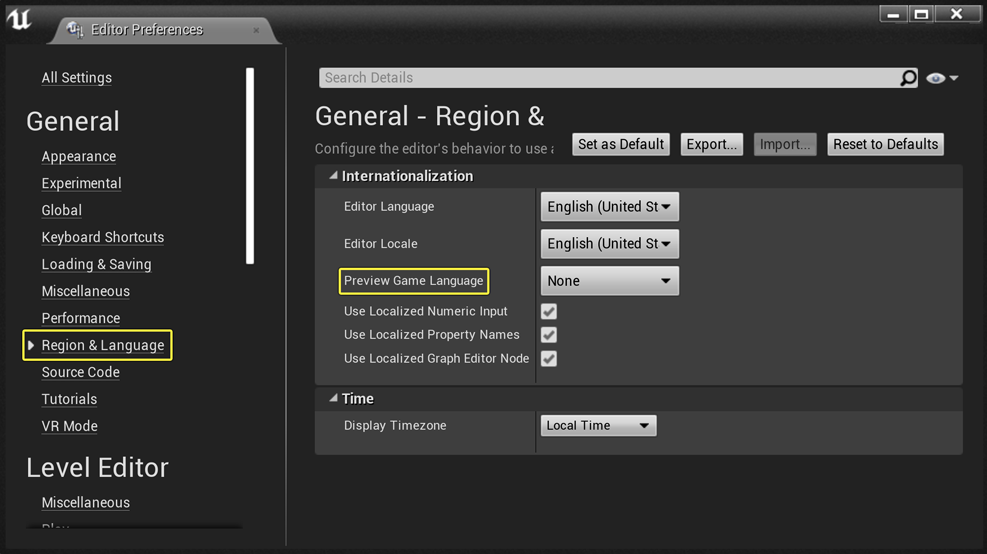 Editor Preferences
All Settings
General
Appearance
Experimental
Global
Keyboard Shortcuts
Loading & Saving
Miscellaneous
Performance
Region & Language
Source Code
Tutorials
VR Mode
Level Editor
Miscellaneous
Play
Search Details
General - Region &
Configure the editor's behavior to use a
Set as Default
Export...
Import...
Reset to Defaults
Internationalization
Editor Language
English (United St
Editor Locale
English (United St
Preview Game Language
None
Use Localized Numeric Input
Use Localized Property Names
Use Localized Graph Editor Node
Time
Display Timezone
Local Time